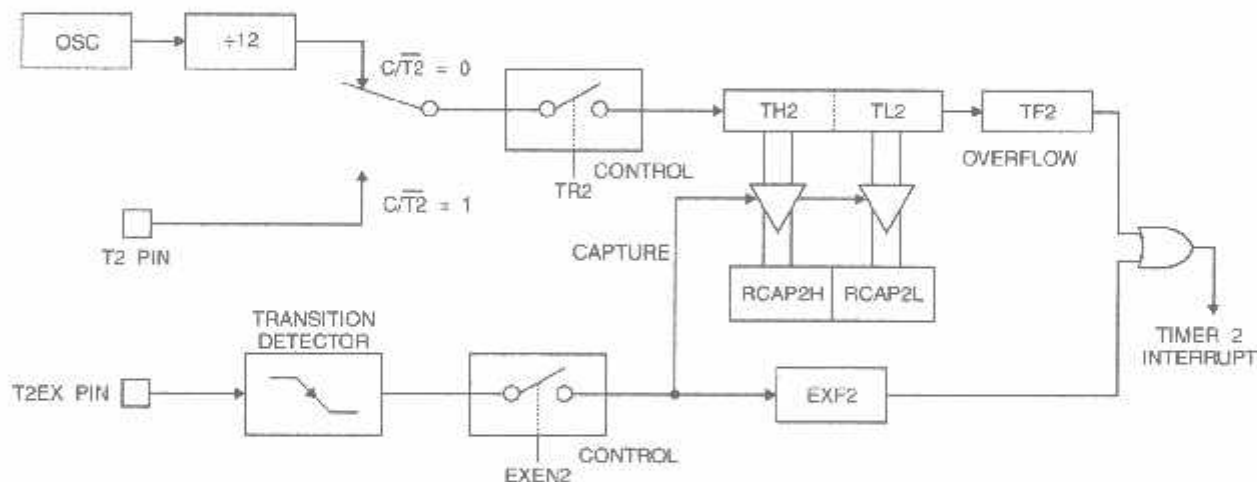 OSC
÷12
C/T2 = 0
TH2
TL2
TF2
OVERFLOW
CONTROL
TR2
C/T2 = 1
T2 PIN
CAPTURE
RCAP2H
RCAP2L
TRANSITION
DETECTOR
TIMER 2
INTERRUPT
T2EX PIN
EXF2
CONTROL
EXEN2